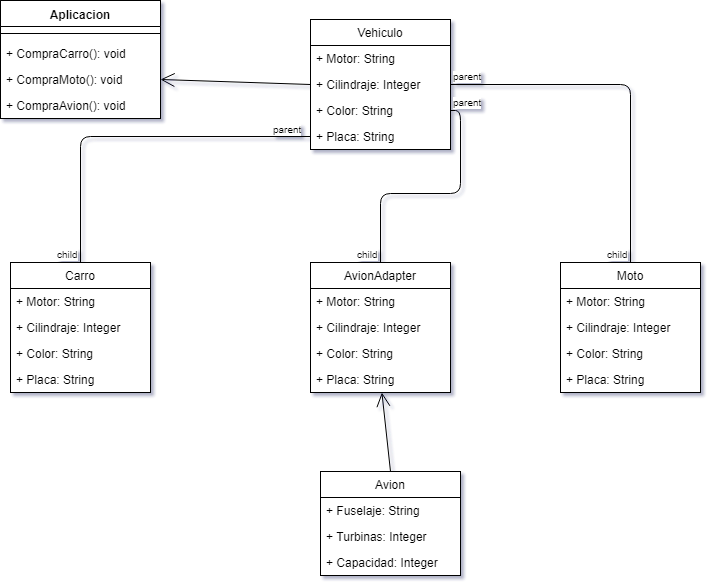 Aplicacion
+ CompraCarro(): void
+ CompraMoto(): void
+ CompraAvion(): void
Vehiculo
+ Motor: String
+ Cilindraje: Integer
+ Color: String
+ Placa: String
parent
parent
parent
child
child
child
Carro
+ Motor: String
+ Cilindraje: Integer
+ Color: String
+ Placa: String
AvionAdapter
+ Motor: String
+ Cilindraje: Integer
+ Color: String
+ Placa: String
Moto
+ Motor: String
+ Cilindraje: Integer
+ Color: String
+ Placa: String
Avion
+ Fuselaje: String
+ Turbinas: Integer
+ Capacidad: Integer